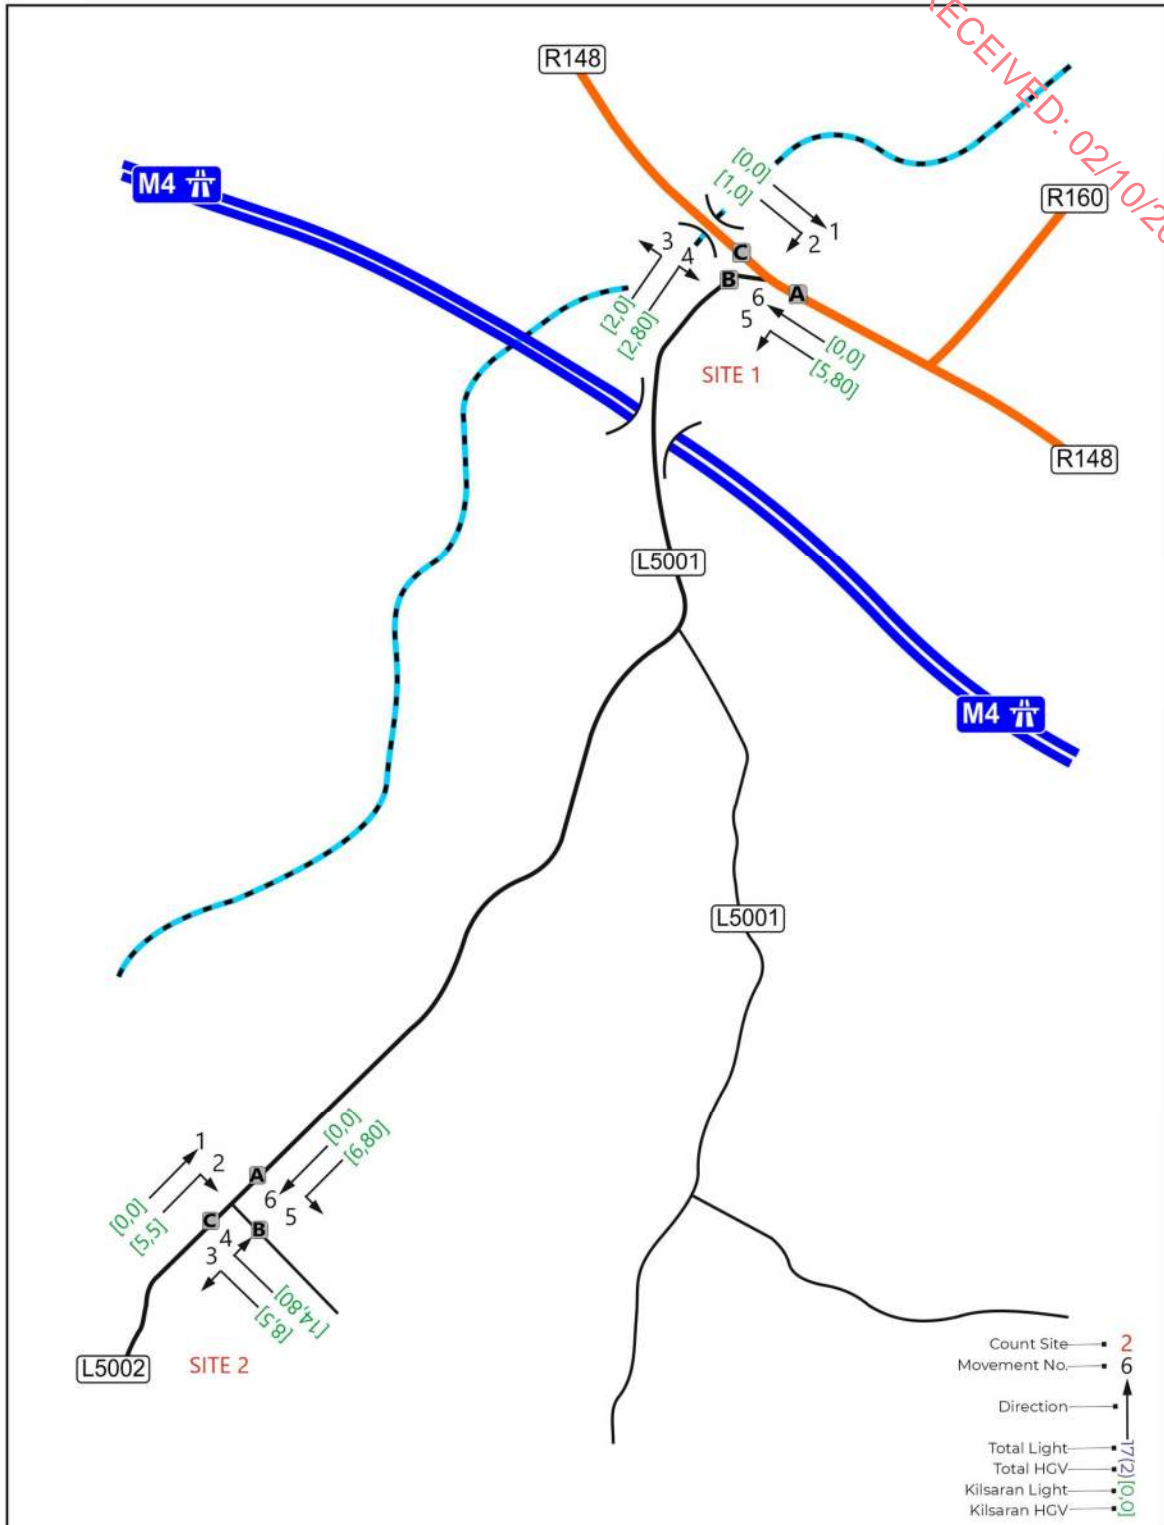 RECEIVED: 02/10/20
R148
M4
R160
[0,0]
[1,0]
1
2
3
4
C
B
A
6
5
[2,0]
[2,80]
[0,0]
[5,80]
SITE 1
R148
L5001
M4
L5001
[0,0]
[6,80]
1
2
A
6
5
[0,0]
[5,5]
C
4
B
3
[14,80]
[8,5]
L5002
SITE 2
Count Site 2
Movement No. 6
Direction
Total Light 17
Total HGV (2)
Kilsaran Light [0,
Kilsaran HGV 0]